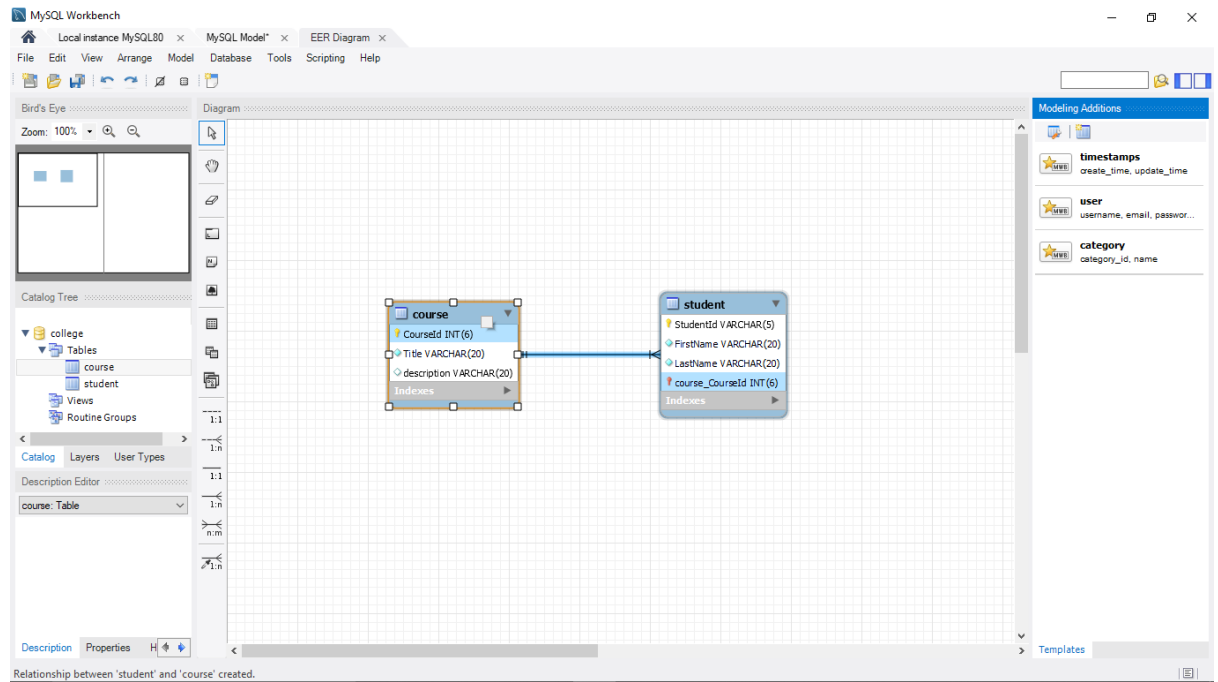 MySQL Workbench
Local instance MySQL80
MySQL Model*
EER Diagram
File Edit View Arrange Model Database Tools Scripting Help
Bird's Eye
Zoom: 100%
Catalog Tree
college
Tables
course
student
Views
Routine Groups
Catalog Layers User Types
Description Editor
course: Table
Description Properties H
Diagram
1:1
1:n
1:1
1:n
n:m
1:n
course
CourseId INT(6)
Title VARCHAR(20)
description VARCHAR(20)
Indexes
student
StudentId VARCHAR(5)
FirstName VARCHAR(20)
LastName VARCHAR(20)
course_CourseId INT(6)
Indexes
Modeling Additions
timestamps
create_time, update_time
user
username, email, passwor...
category
category_id, name
Templates
Relationship between 'student' and 'course' created.